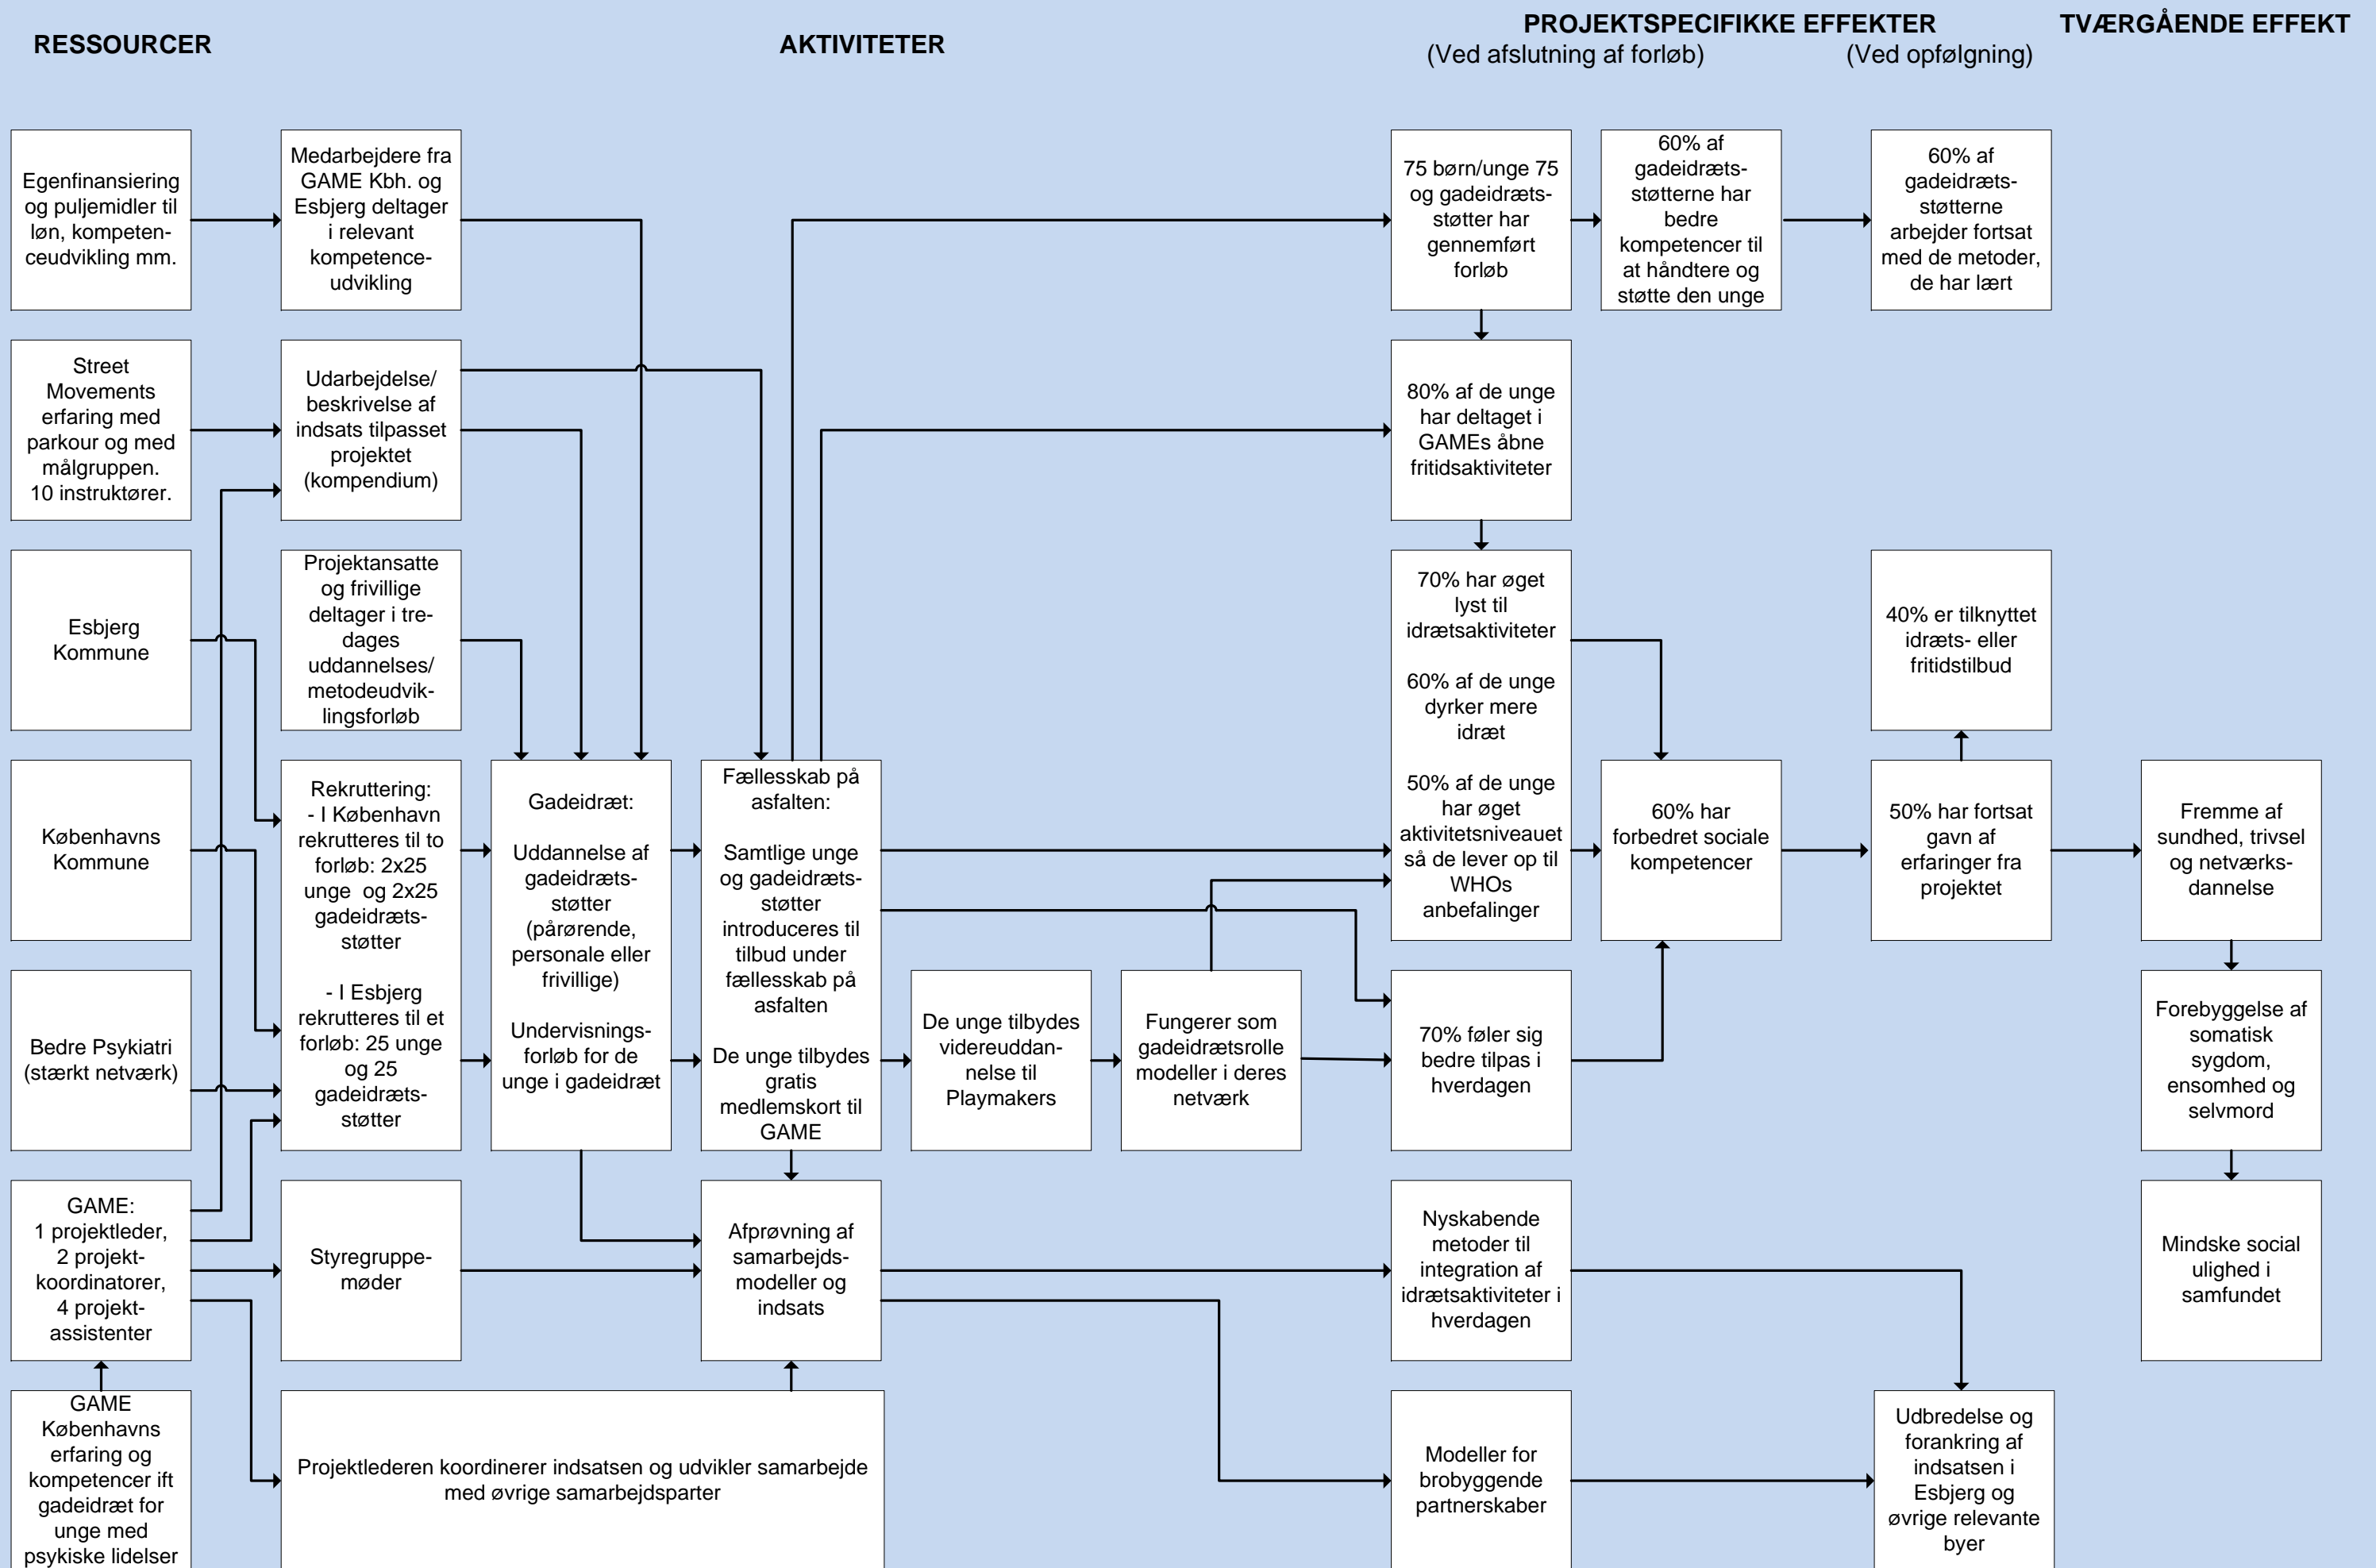 RESSOURCER
AKTIVITETER
PROJEKTSPECIFIKKE EFFEKTER
(Ved afslutning af forløb)
(Ved opfølgning)
TVÆRGÅENDE EFFEKT
Egenfinansiering
og puljemidler til
løn, kompeten-
ceudvikling mm.
Medarbejdere fra
GAME Kbh. og
Esbjerg deltager
i relevant
kompetence-
udvikling
75 børn/unge 75
og gadeidræts-
støtter har
gennemført
forløb
60% af
gadeidræts-
støtterne har
bedre
kompetencer til
at håndtere og
støtte den unge
60% af
gadeidræts-
støtterne
arbejder fortsat
med de metoder,
de har lært
Street
Movements
erfaring med
parkour og med
målgruppen.
10 instruktører.
Udarbejdelse/
beskrivelse af
indsats tilpasset
projektet
(kompendium)
80% af de unge
har deltaget i
GAMEs åbne
fritidsaktiviteter
Esbjerg
Kommune
Projektansatte
og frivillige
deltager i tre-
dages
uddannelses/
metodeudvik-
lingsforløb
70% har øget
lyst til
idrætsaktiviteter
60% af de unge
dyrker mere
idræt
50% af de unge
har øget
aktivitetsniveauet
så de lever op til
WHOs
anbefalinger
40% er tilknyttet
idræts- eller
fritidstilbud
Københavns
Kommune
Rekruttering:
- I København
rekrutteres til to
forløb: 2x25
unge og 2x25
gadeidræts-
støtter
- I Esbjerg
rekrutteres til et
forløb: 25 unge
og 25
gadeidræts-
støtter
Gadeidræt:
Uddannelse af
gadeidræts-
støtter
(pårørende,
personale eller
frivillige)
Undervisnings-
forløb for de
unge i gadeidræt
Fællesskab på
asfalten:
Samtlige unge
og gadeidræts-
støtter
introduceres til
tilbud under
fællesskab på
asfalten
De unge tilbydes
gratis
medlemskort til
GAME
60% har
forbedret sociale
kompetencer
50% har fortsat
gavn af
erfaringer fra
projektet
Fremme af
sundhed, trivsel
og netværks-
dannelse
Bedre Psykiatri
(stærkt netværk)
De unge tilbydes
videreuddan-
nelse til
Playmakers
Fungerer som
gadeidrætsrolle
modeller i deres
netværk
70% føler sig
bedre tilpas i
hverdagen
Forebyggelse af
somatisk
sygdom,
ensomhed og
selvmord
GAME:
1 projektleder,
2 projekt-
koordinatorer,
4 projekt-
assistenter
Styregruppe-
møder
Afprøvning af
samarbejds-
modeller og
indsats
Nyskabende
metoder til
integration af
idrætsaktiviteter i
hverdagen
Mindske social
ulighed i
samfundet
GAME
Københavns
erfaring og
kompetencer ift
gadeidræt for
unge med
psykiske lidelser
Projektlederen koordinerer indsatsen og udvikler samarbejde
med øvrige samarbejdsparter
Modeller for
brobyggende
partnerskaber
Udbredelse og
forankring af
indsatsen i
Esbjerg og
øvrige relevante
byer